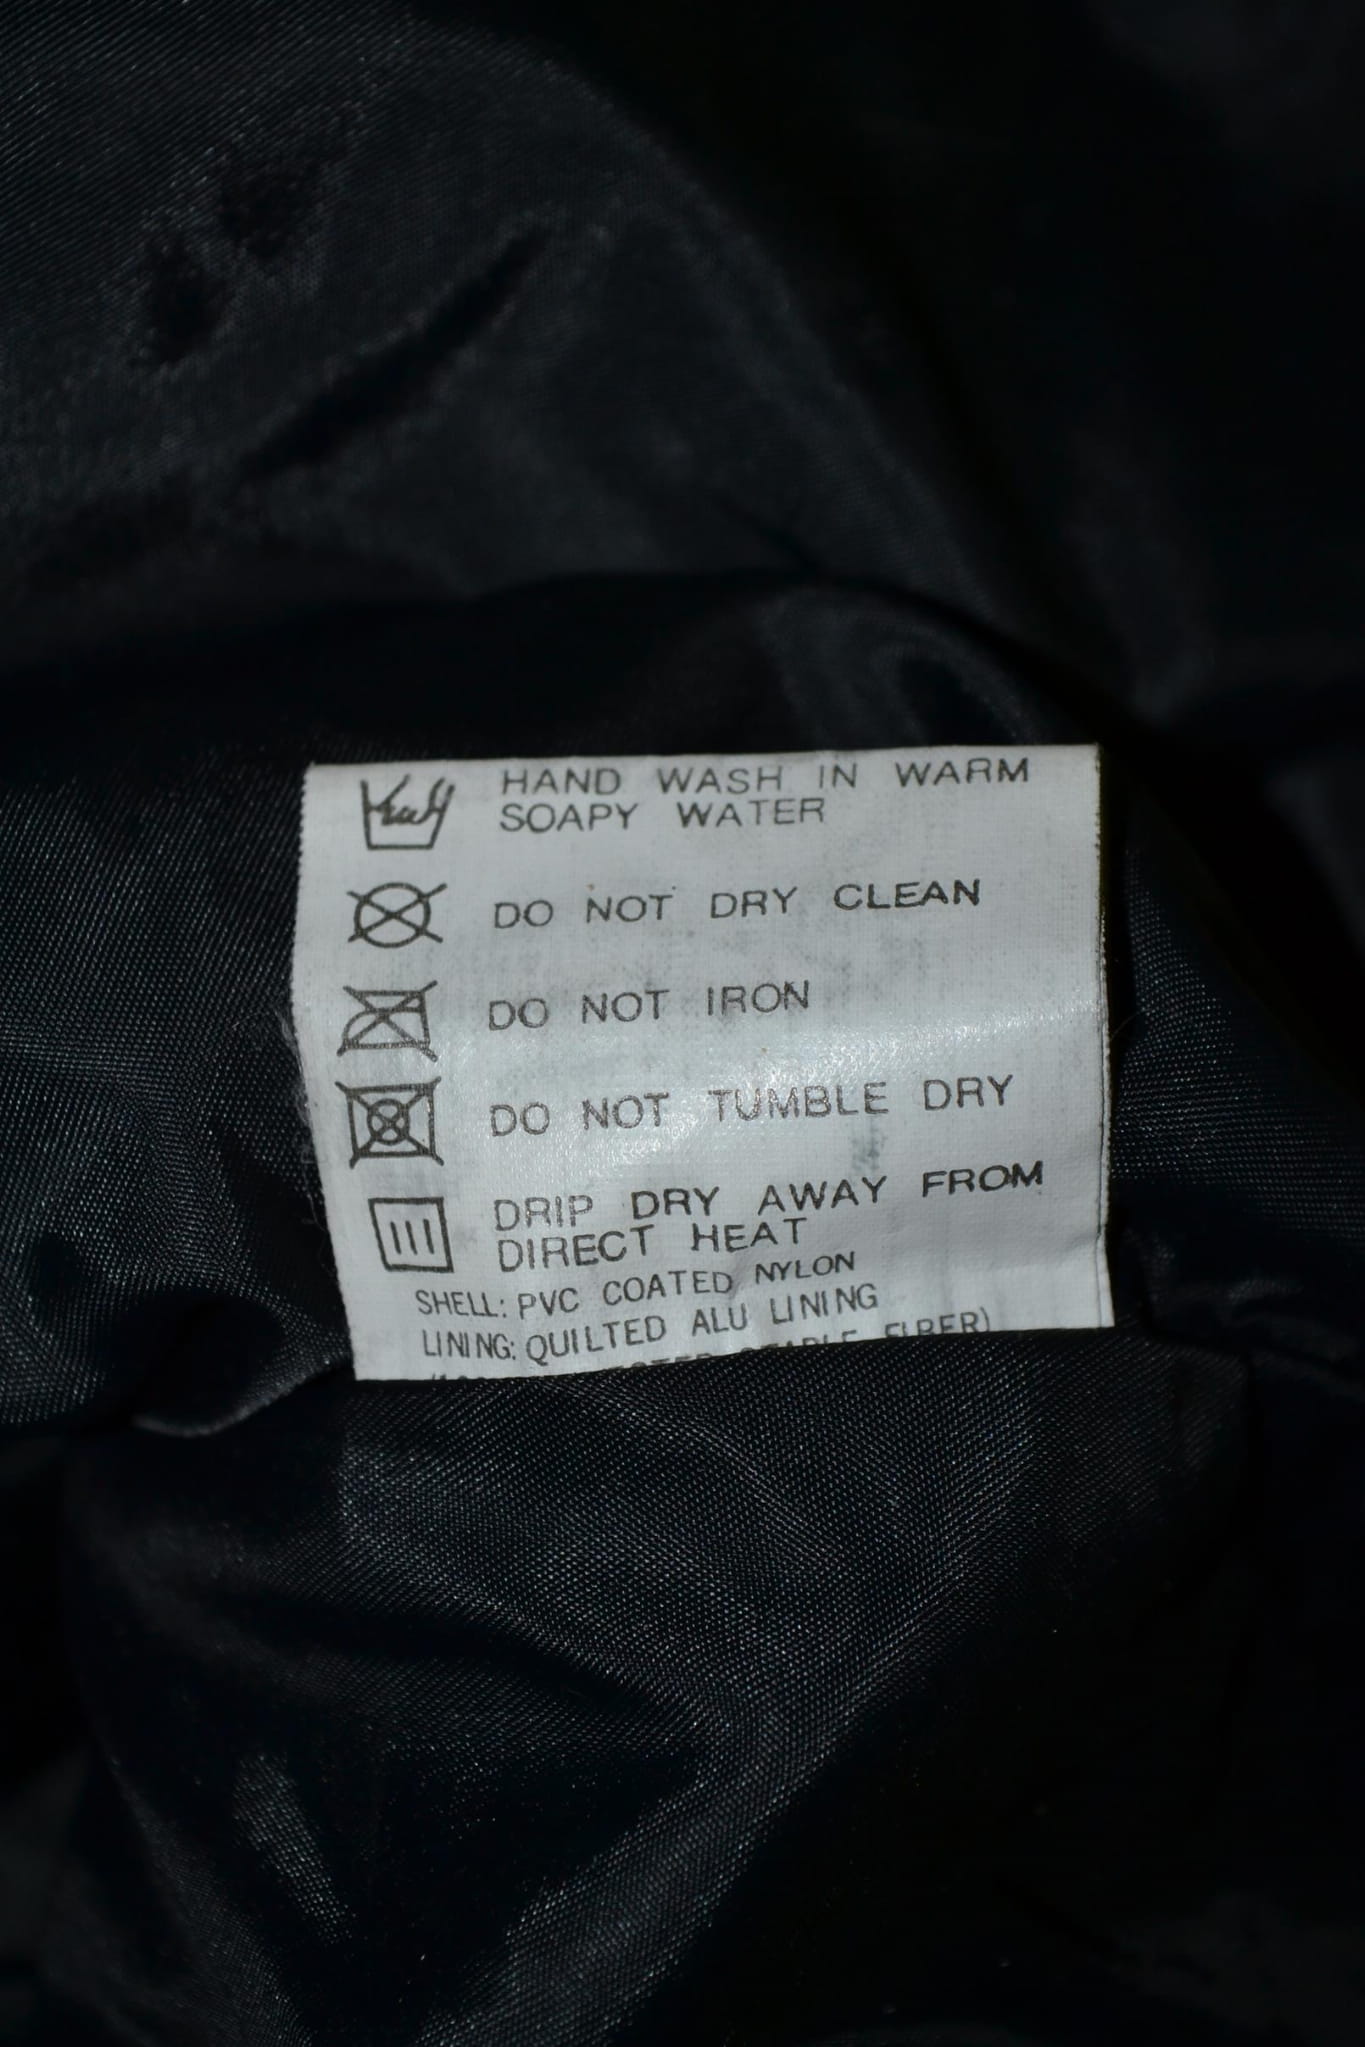 HAND WASH IN WARM
SOAPY WATER
DO NOT DRY CLEAN
DO NOT IRON
DO NOT TUMBLE DRY
DRIP DRY AWAY FROM
DIRECT HEAT
SHELL: PVC COATED NYLON
LINING: QUILTED ALU LINING
FIBER)